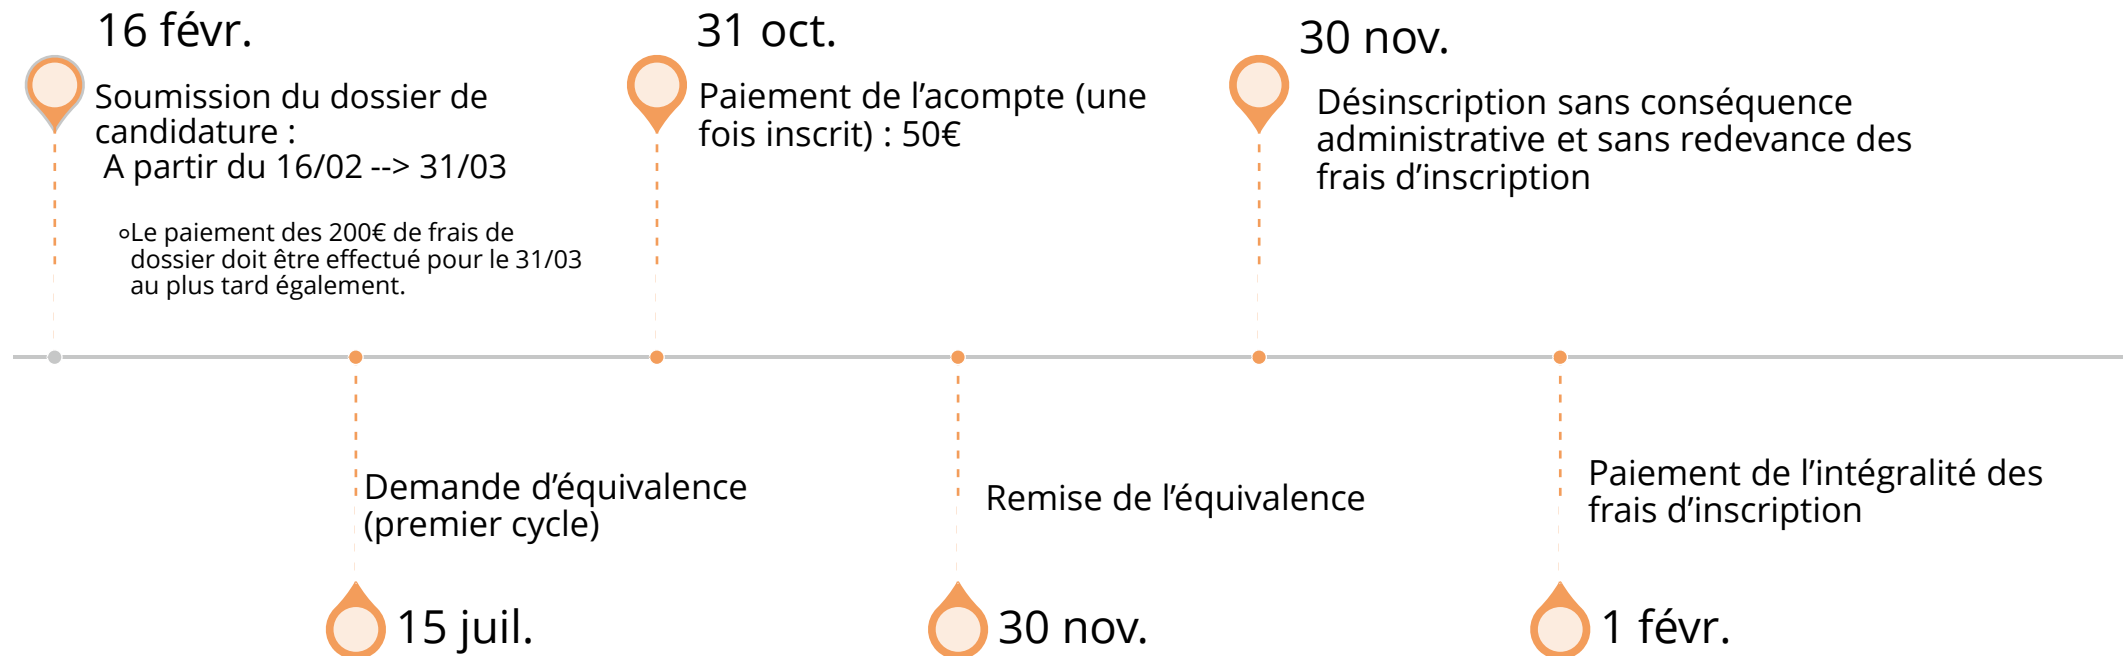 16 févr.
Soumission du dossier de
candidature :
A partir du 16/02 --> 31/03
∘Le paiement des 200€ de frais de
dossier doit être effectué pour le 31/03
au plus tard également.
31 oct.
Paiement de l’acompte (une
fois inscrit) : 50€
30 nov.
Désinscription sans conséquence
administrative et sans redevance des
frais d’inscription
Demande d’équivalence
(premier cycle)
15 juil.
Remise de l’équivalence
30 nov.
Paiement de l’intégralité des
frais d’inscription
1 févr.